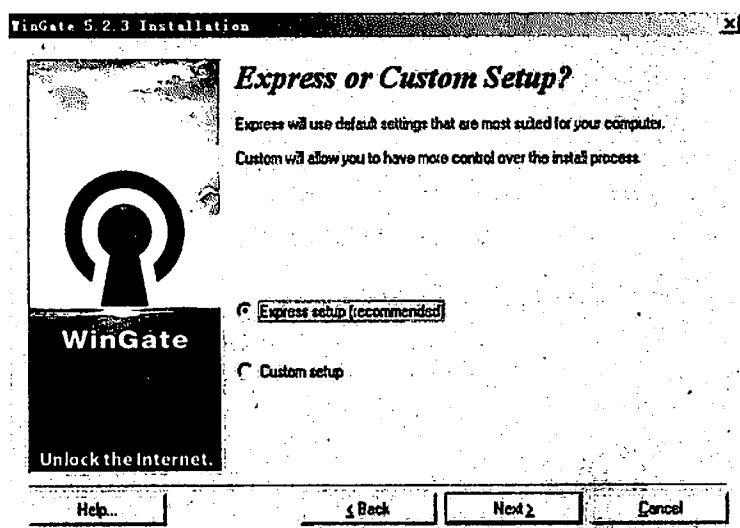 WinGate 5.2.3 Installation
Express or Custom Setup?
Express will use default settings that are most suited for your computer.
Custom will allow you to have more control over the install process.
Express setup (recommended)
Custom setup
WinGate
Unlock the Internet.
Help...
< Back
Next >
Cancel